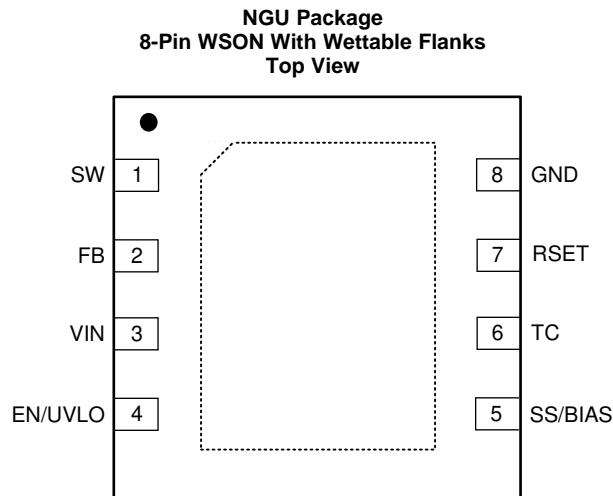 NGU Package
8-Pin WSON With Wettable Flanks
Top View
SW 1
8 GND
FB 2
7 RSET
VIN 3
6 TC
EN/UVLO 4
5 SS/BIAS